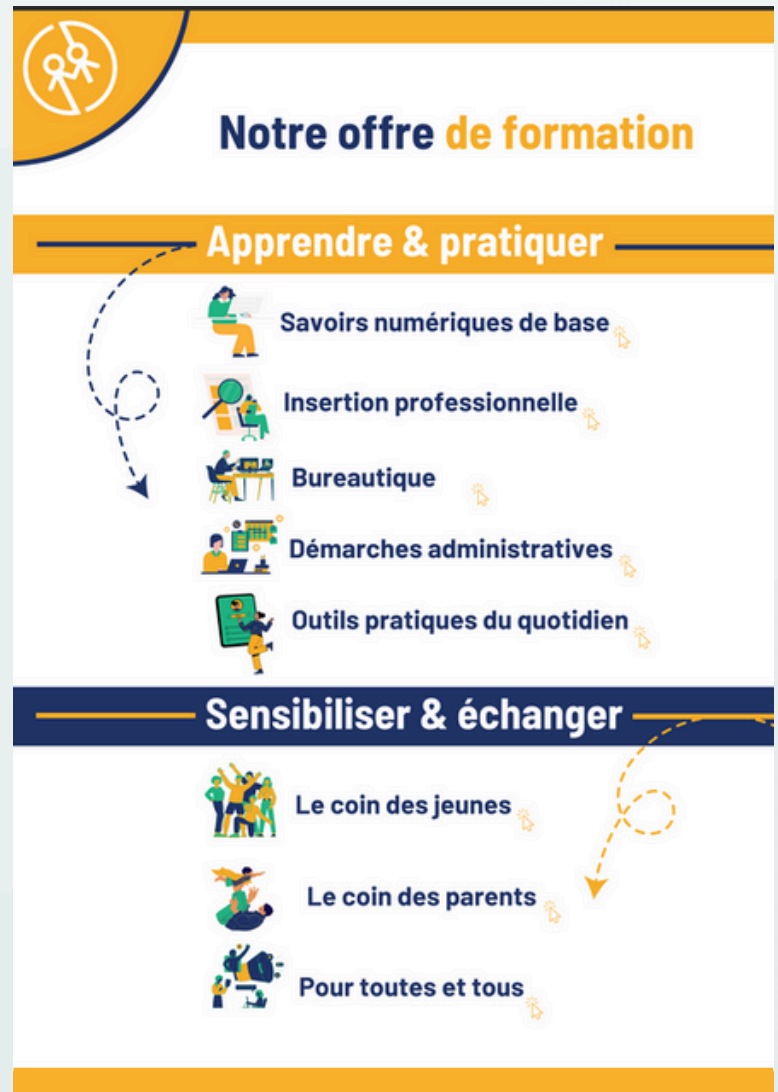 Notre offre de formation
Apprendre & pratiquer
Savoirs numériques de base
Insertion professionnelle
Bureautique
Démarches administratives
Outils pratiques du quotidien
Sensibiliser & échanger
Le coin des jeunes
Le coin des parents
Pour toutes et tous